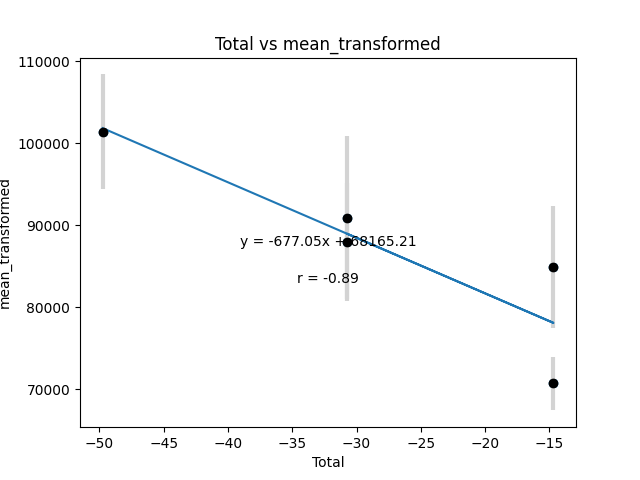 Total vs mean_transformed
110000
100000
90000
80000
70000
mean_transformed
y = -677.05x + 68165.21
r = -0.89
−50
−45
−40
−35
−30
−25
−20
−15
Total